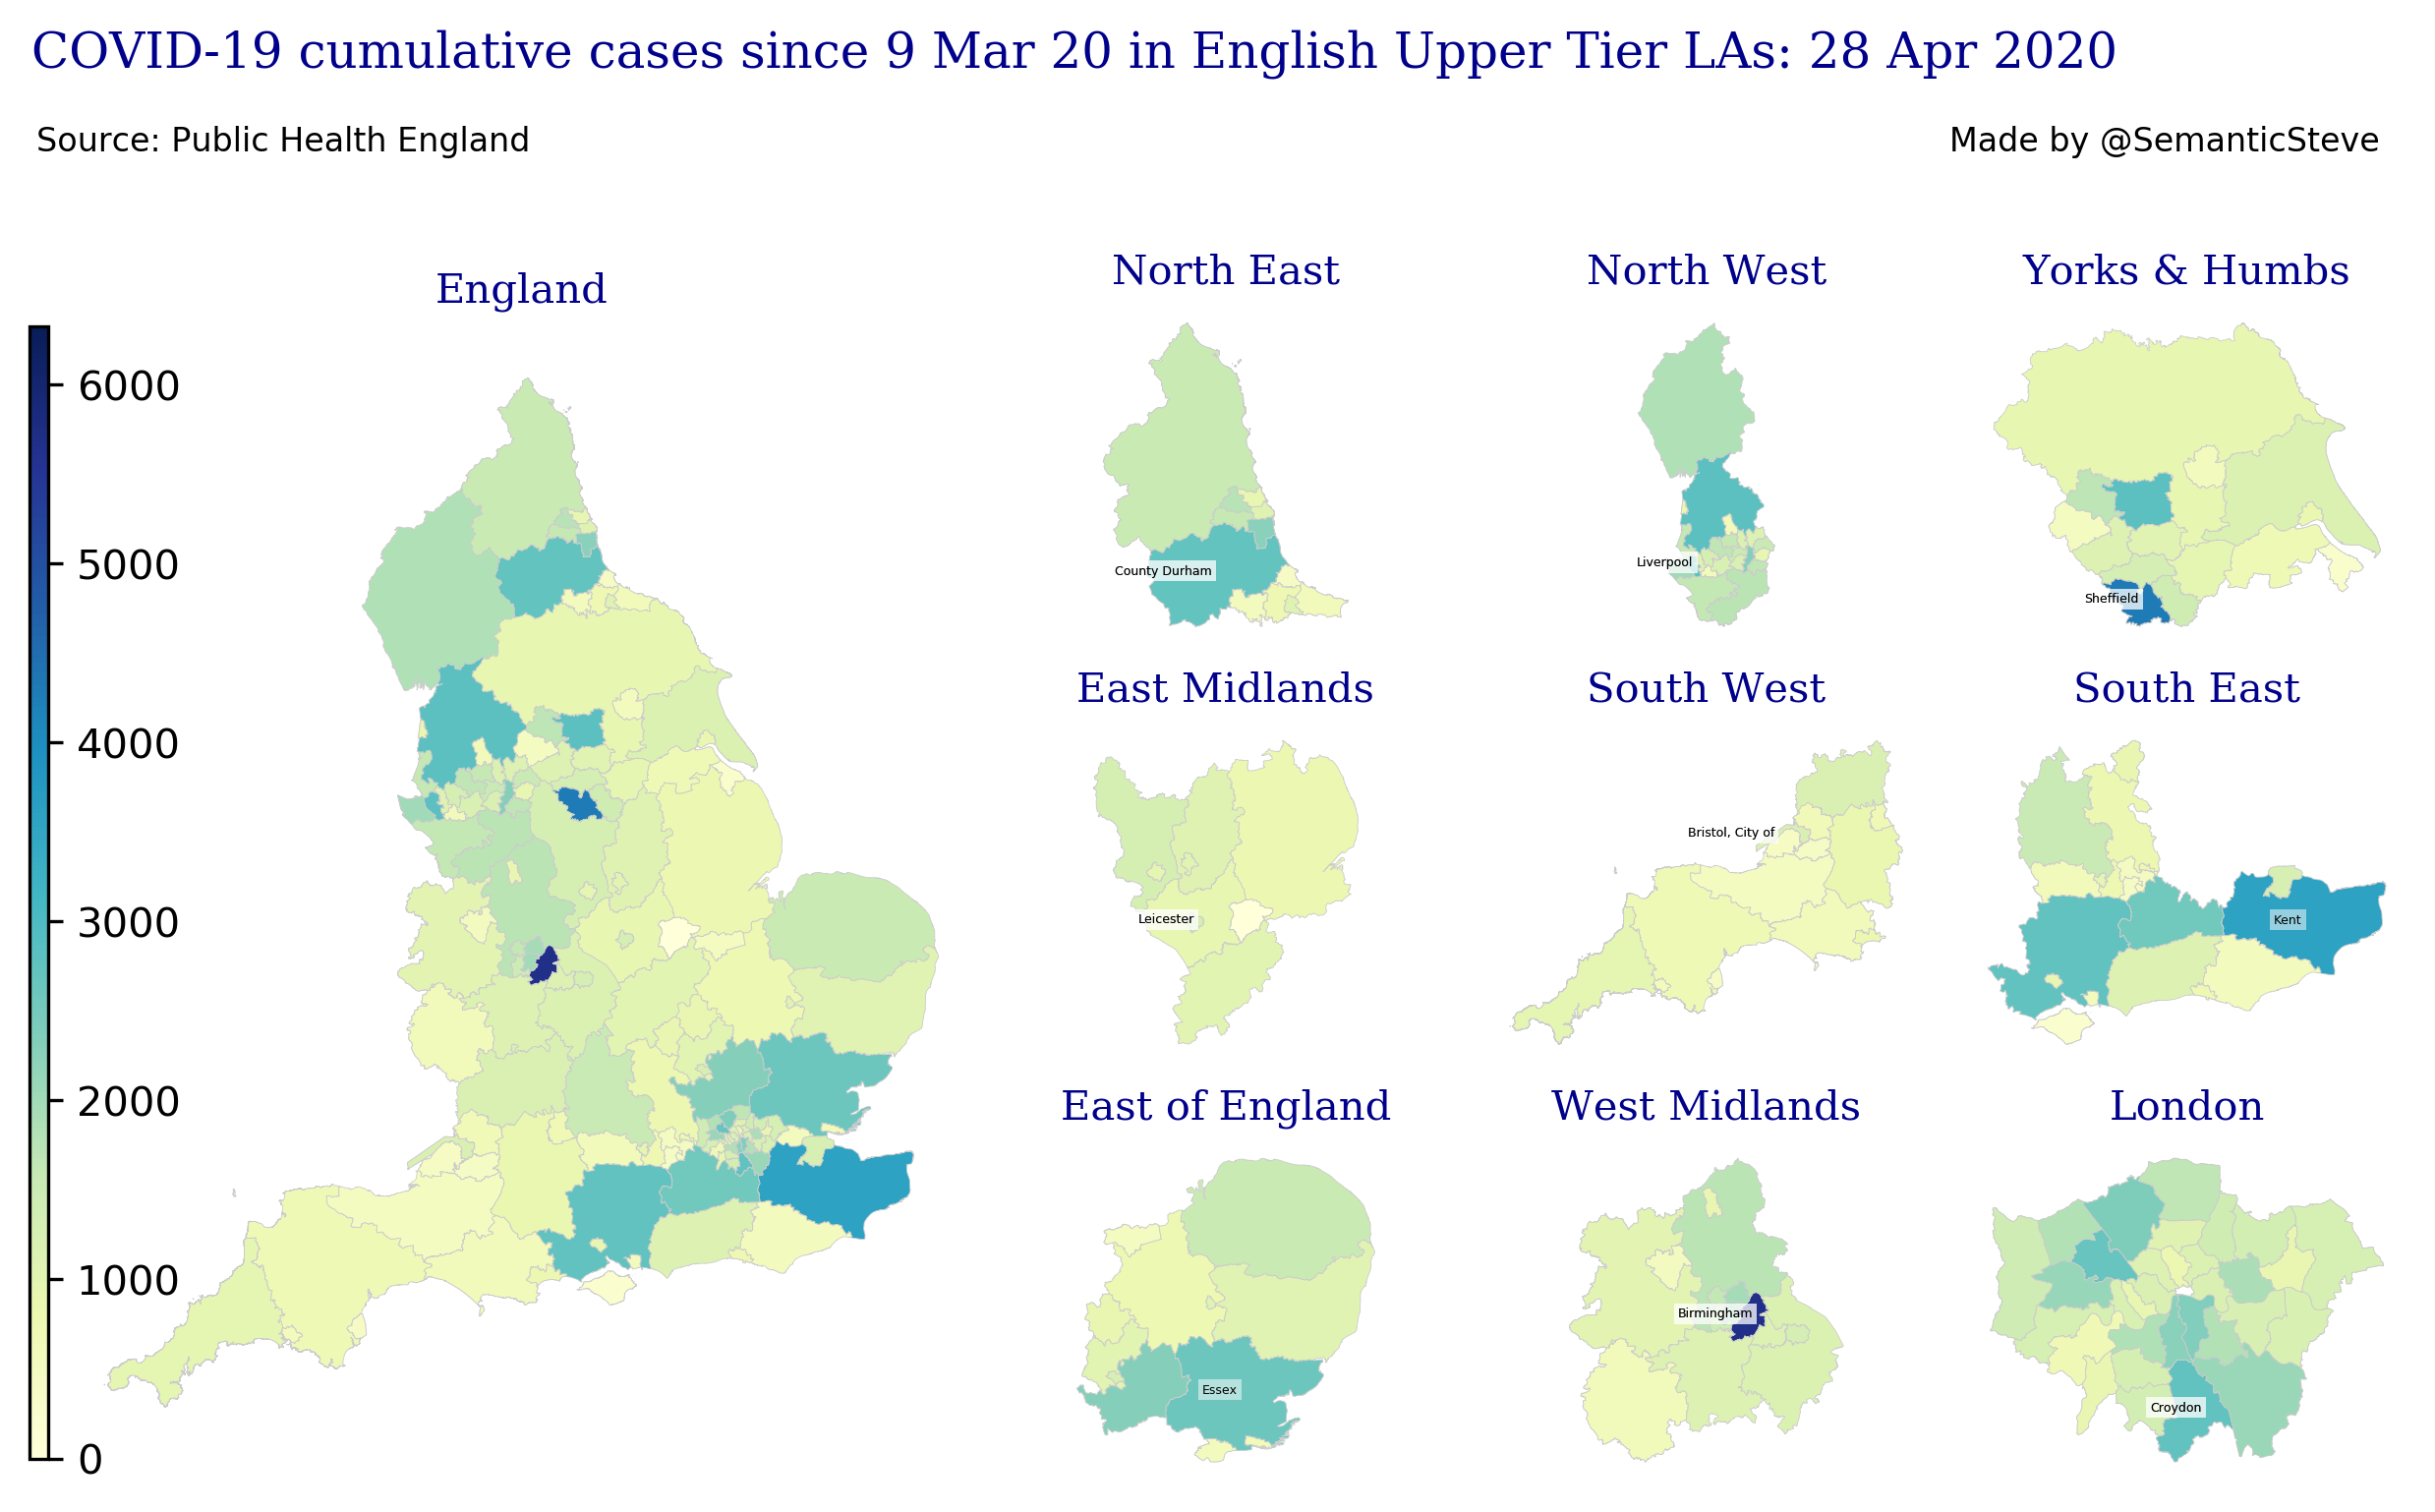 COVID-19 cumulative cases since 9 Mar 20 in English Upper Tier LAs: 28 Apr 2020
Source: Public Health England
Made by @SemanticSteve
England
North East
North West
Yorks & Humbs
6000
5000
4000
3000
2000
1000
0
County Durham
Liverpool
Sheffield
East Midlands
South West
South East
Leicester
Bristol, City of
Kent
East of England
West Midlands
London
Essex
Birmingham
Croydon